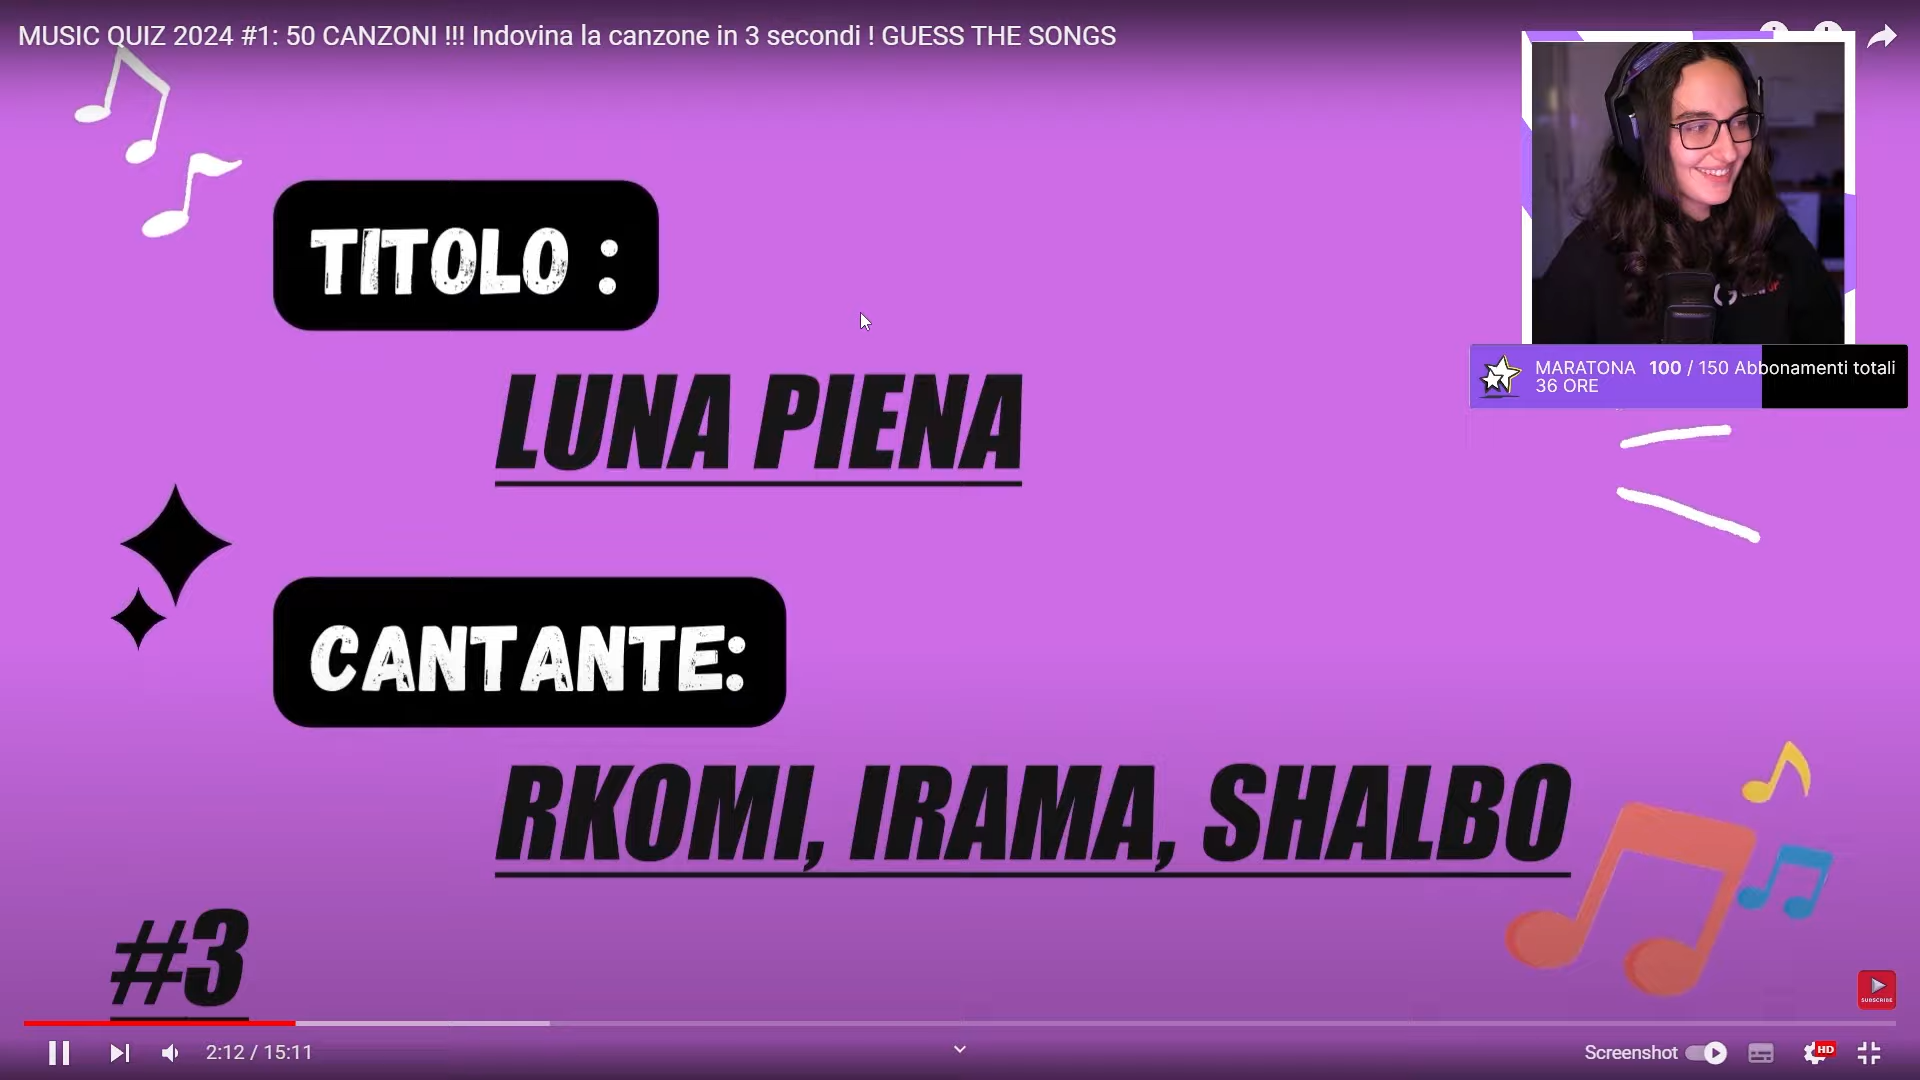 MUSIC QUIZ 2024 #1: 50 CANZONI !!! Indovina la canzone in 3 secondi ! GUESS THE SONGS
TITOLO :
MARATONA 100 / 150 Abbonamenti totali
36 ORE
LUNA PIENA
CANTANTE:
RKOMI, IRAMA, SHALBO
#3
SUBSCRIBE
2:12 / 15:11
Screenshot
HD